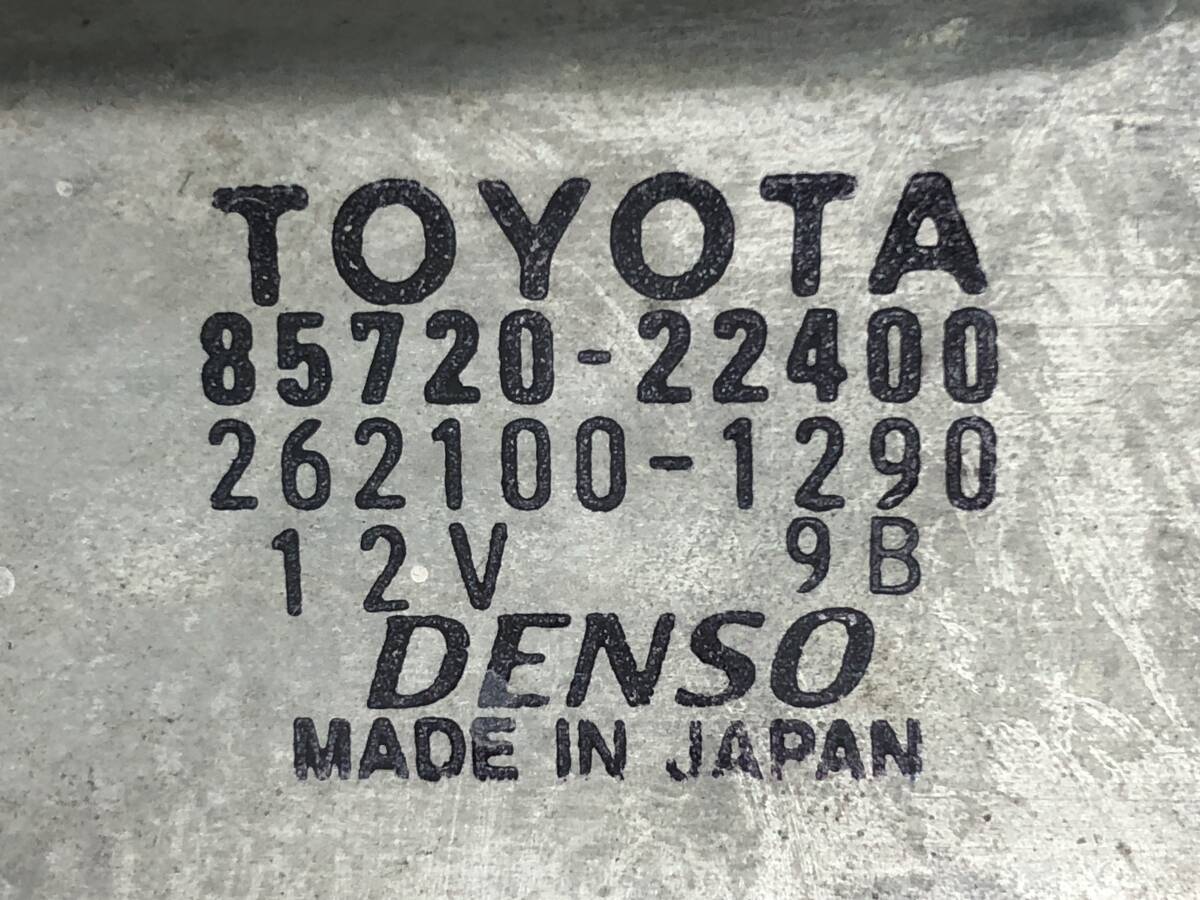 TOYOTA
85720-22400
262100-1290
12V 9B
DENSO
MADE IN JAPAN